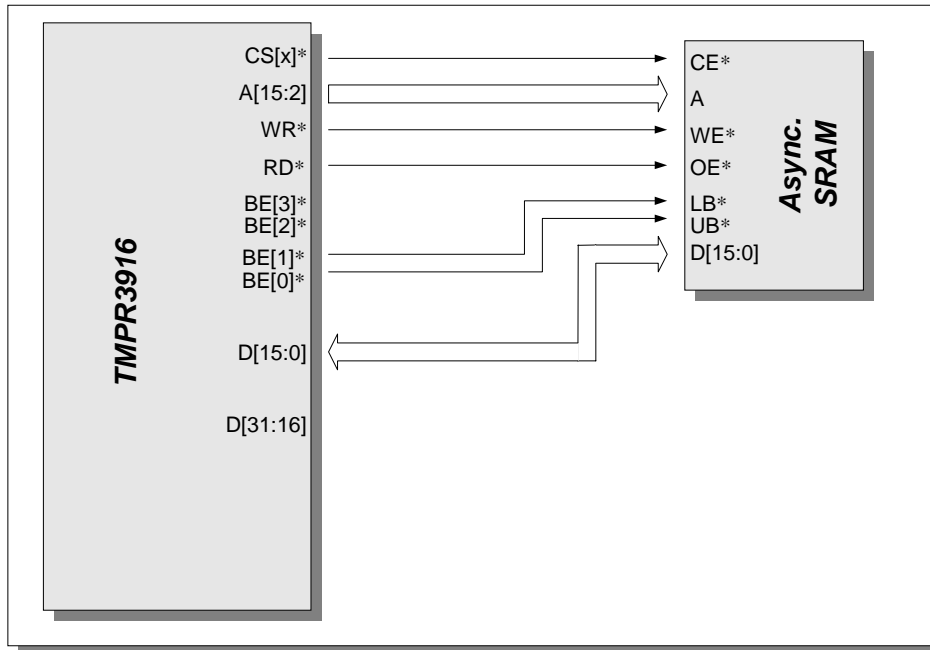 TMPR3916
CS[x]*
A[15:2]
WR*
RD*
BE[3]*
BE[2]*
BE[1]*
BE[0]*
D[15:0]
D[31:16]
CE*
A
WE*
OE*
LB*
UB*
D[15:0]
Async.
SRAM